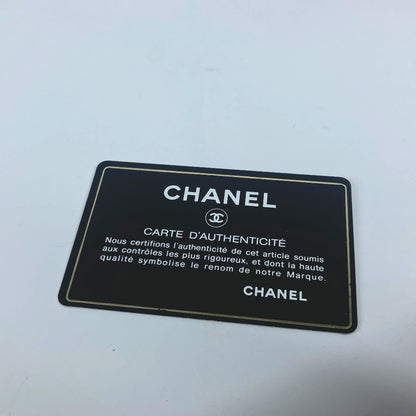 CHANEL
CARTE D'AUTHENTICITÉ
Nous certifions l'authenticité de cet article soumis
aux contrôles les plus rigoureux, et dont la haute
qualité symbolise le renom de notre Marque.
CHANEL